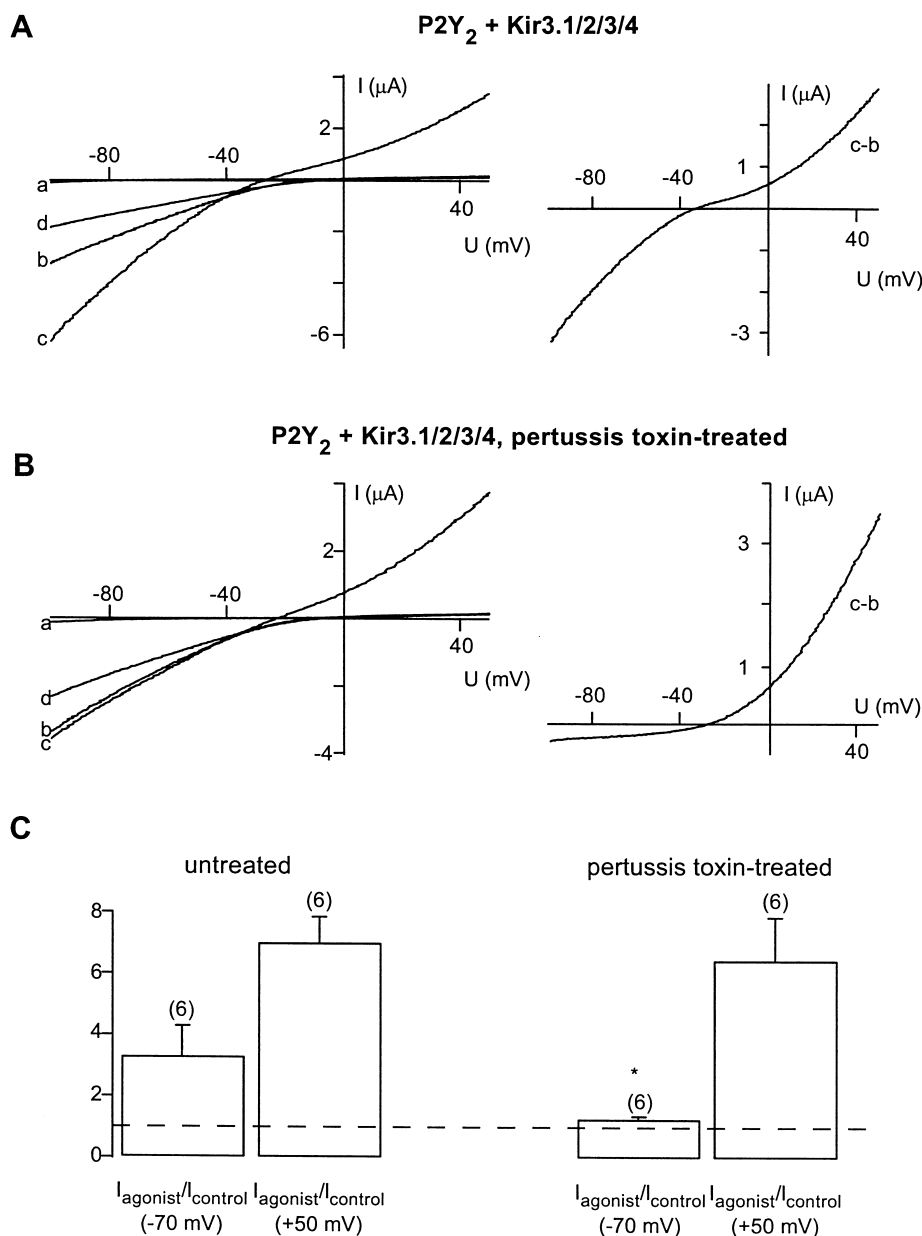 A
P2Y2 + Kir3.1/2/3/4
I (μA)
2
-80
-40
a
d
b
c
40
U (mV)
-6
I (μA)
c-b
1
-80
-40
40
U (mV)
-3
B
P2Y2 + Kir3.1/2/3/4, pertussis toxin-treated
I (μA)
2
-80
-40
a
d
b
c
40
U (mV)
-4
I (μA)
3
c-b
1
-80
-40
U (mV)
40
C
untreated
pertussis toxin-treated
8
6
4
2
0
(6)
(6)
*
(6)
(6)
Iagonist/Icontrol
(-70 mV)
Iagonist/Icontrol
(+50 mV)
Iagonist/Icontrol
(-70 mV)
Iagonist/Icontrol
(+50 mV)